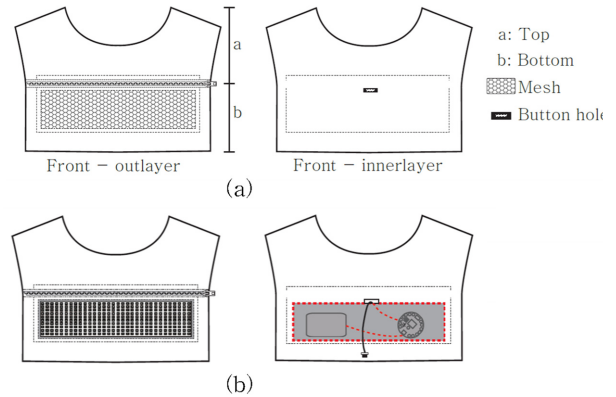 a
b
a: Top
b: Bottom
Mesh
Button hole
Front - outlayer
Front - innerlayer
(a)
(b)